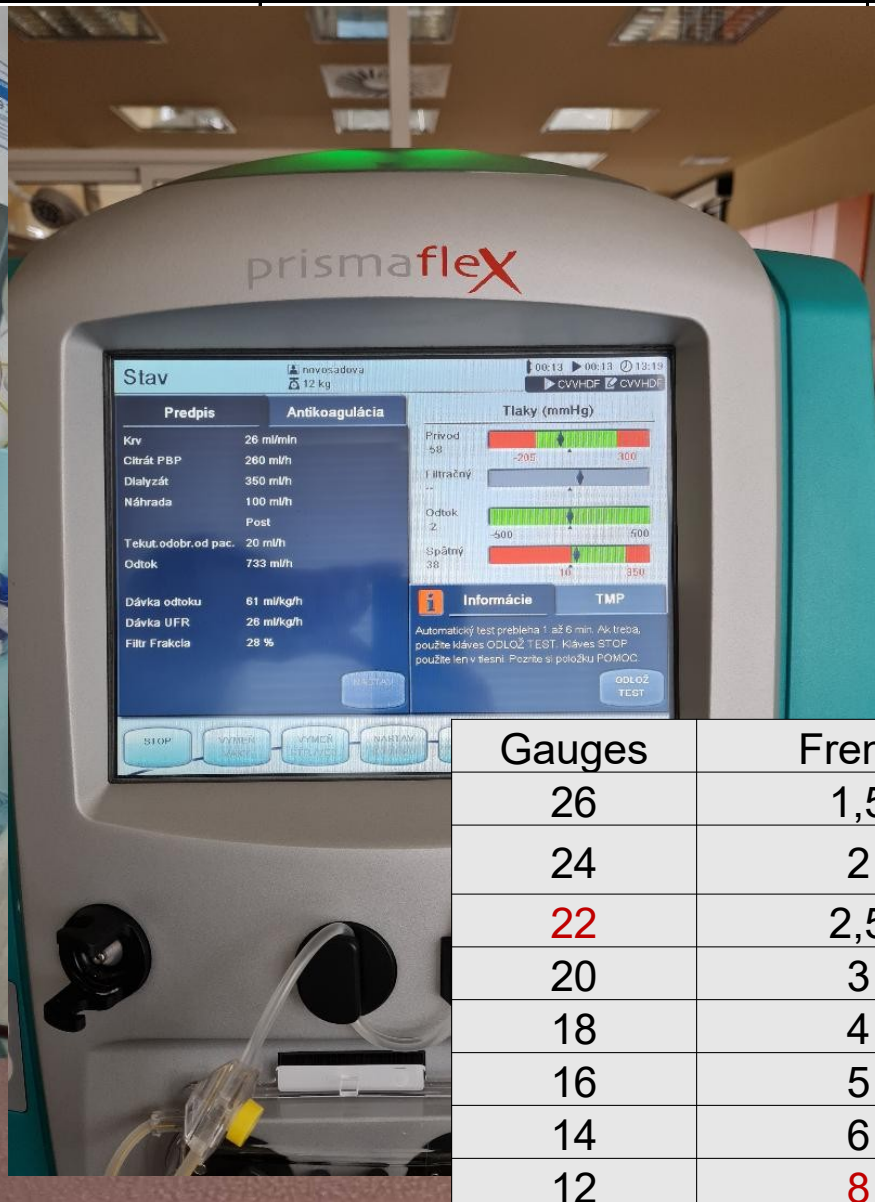 prismaflex
Stav
novosadova
12 kg
00:13 00:13 13:19
CVVHDF CVVHDF
Predpis Antikoagulácia
Krv 26 ml/min
Citrát PBP 260 ml/h
Dialyzát 350 ml/h
Náhrada 100 ml/h
Post
Tekut.odobr.od pac. 20 ml/h
Odtok 733 ml/h
Dávka odtoku 61 ml/kg/h
Dávka UFR 26 ml/kg/h
Filtr Frakcia 28 %
NASTAV
Tlaky (mmHg)
Prívod
58
-205 300
Filtračný
--
Odtok
2
-500 500
Spätný
38
10 350
i Informácie TMP
Automatický test prebieha 1 až 6 min. Ak treba,
použite kláves ODLOŽ TEST. Kláves STOP
použite len v tiesni. Pozrite si položku POMOC.
ODLOŽ
TEST
STOP
VYMEŇ
VYMEŇ
NASTAV
Gauges Fren
26 1,5
24 2
22 2,5
20 3
18 4
16 5
14 6
12 8